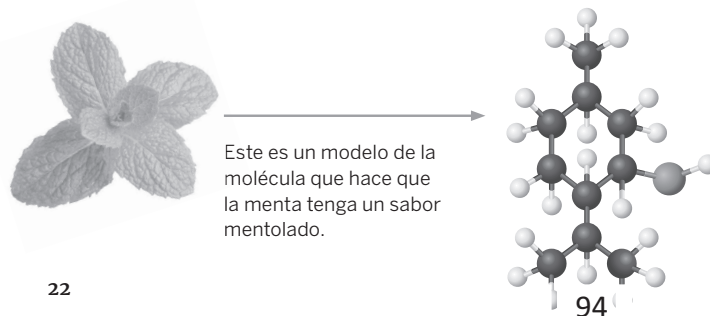 Este es un modelo de la
molécula que hace que
la menta tenga un sabor
mentolado.
22
94